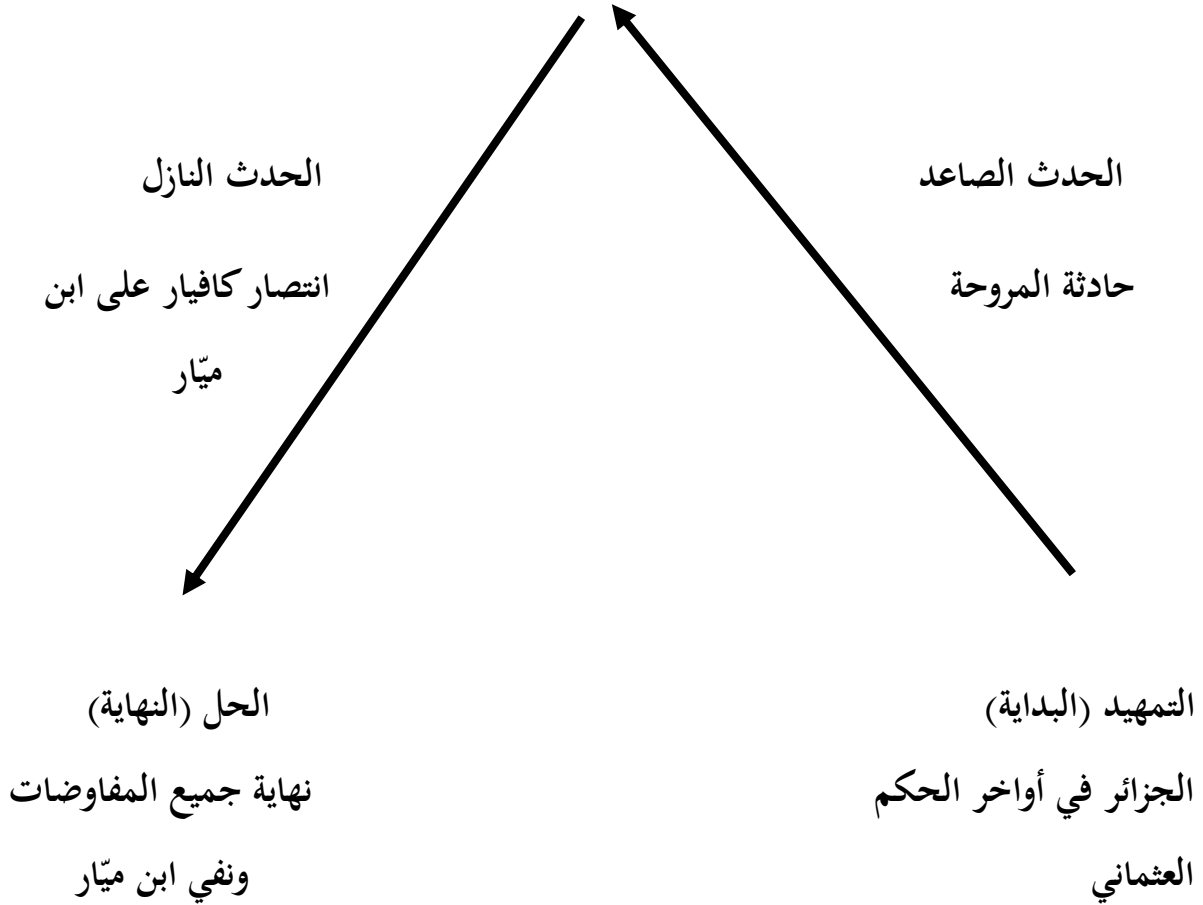 الحدث الصاعد
حادثة المروحة
الحدث النازل
انتصار كافيار على ابن
ميّار
التمهيد (البداية)
الجزائر في أواخر الحكم
العثماني
الحل (النهاية)
نهاية جميع المفاوضات
ونفي ابن ميّار